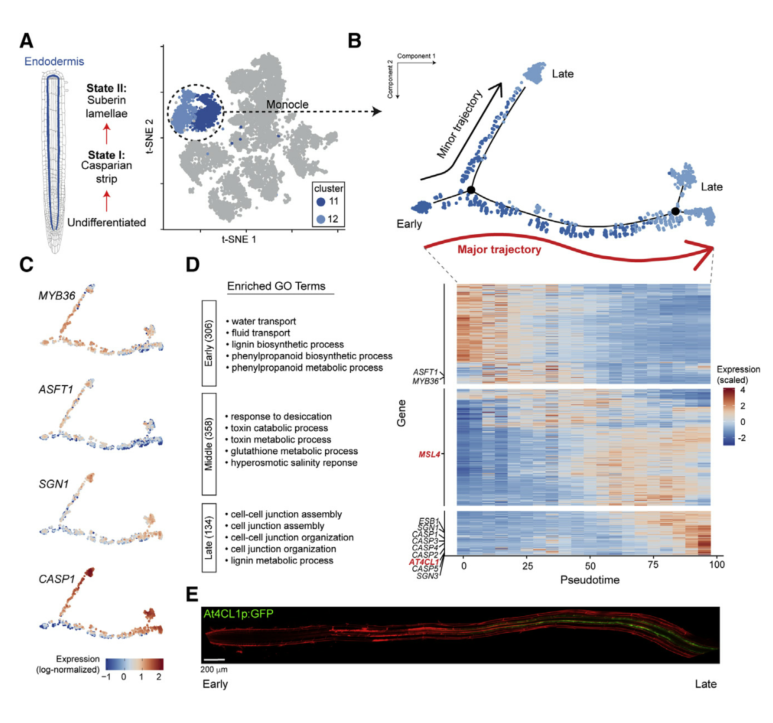 A
Endodermis
State II:
Suberin
lamellae
State I:
Casparian
strip
Undifferentiated
t-SNE 2
t-SNE 1
Monocle
cluster
11
12
B
Component 1
Component 2
Minor trajectory
Late
Early
Late
Major trajectory
C
MYB36
ASFT1
SGN1
CASP1
Expression
(log-normalized)
−1 0 1 2
D
Enriched GO Terms
Early (306)
• water transport
• fluid transport
• lignin biosynthetic process
• phenylpropanoid biosynthetic process
• phenylpropanoid metabolic process
Middle (358)
• response to desiccation
• toxin catabolic process
• toxin metabolic process
• glutathione metabolic process
• hyperosmotic salinity reponse
Late (134)
• cell-cell junction assembly
• cell junction assembly
• cell-cell junction organization
• cell junction organization
• lignin metabolic process
Gene
ASFT1
MYB36
MSL4
ESB1
SGN1
CASP1
CASP3
CASP4
CASP2
AT4CL1
CASP5
SGN3
0 25 50 75 100
Pseudotime
Expression
(scaled)
4
2
0
−2
E
At4CL1p:GFP
200 µm
Early
Late